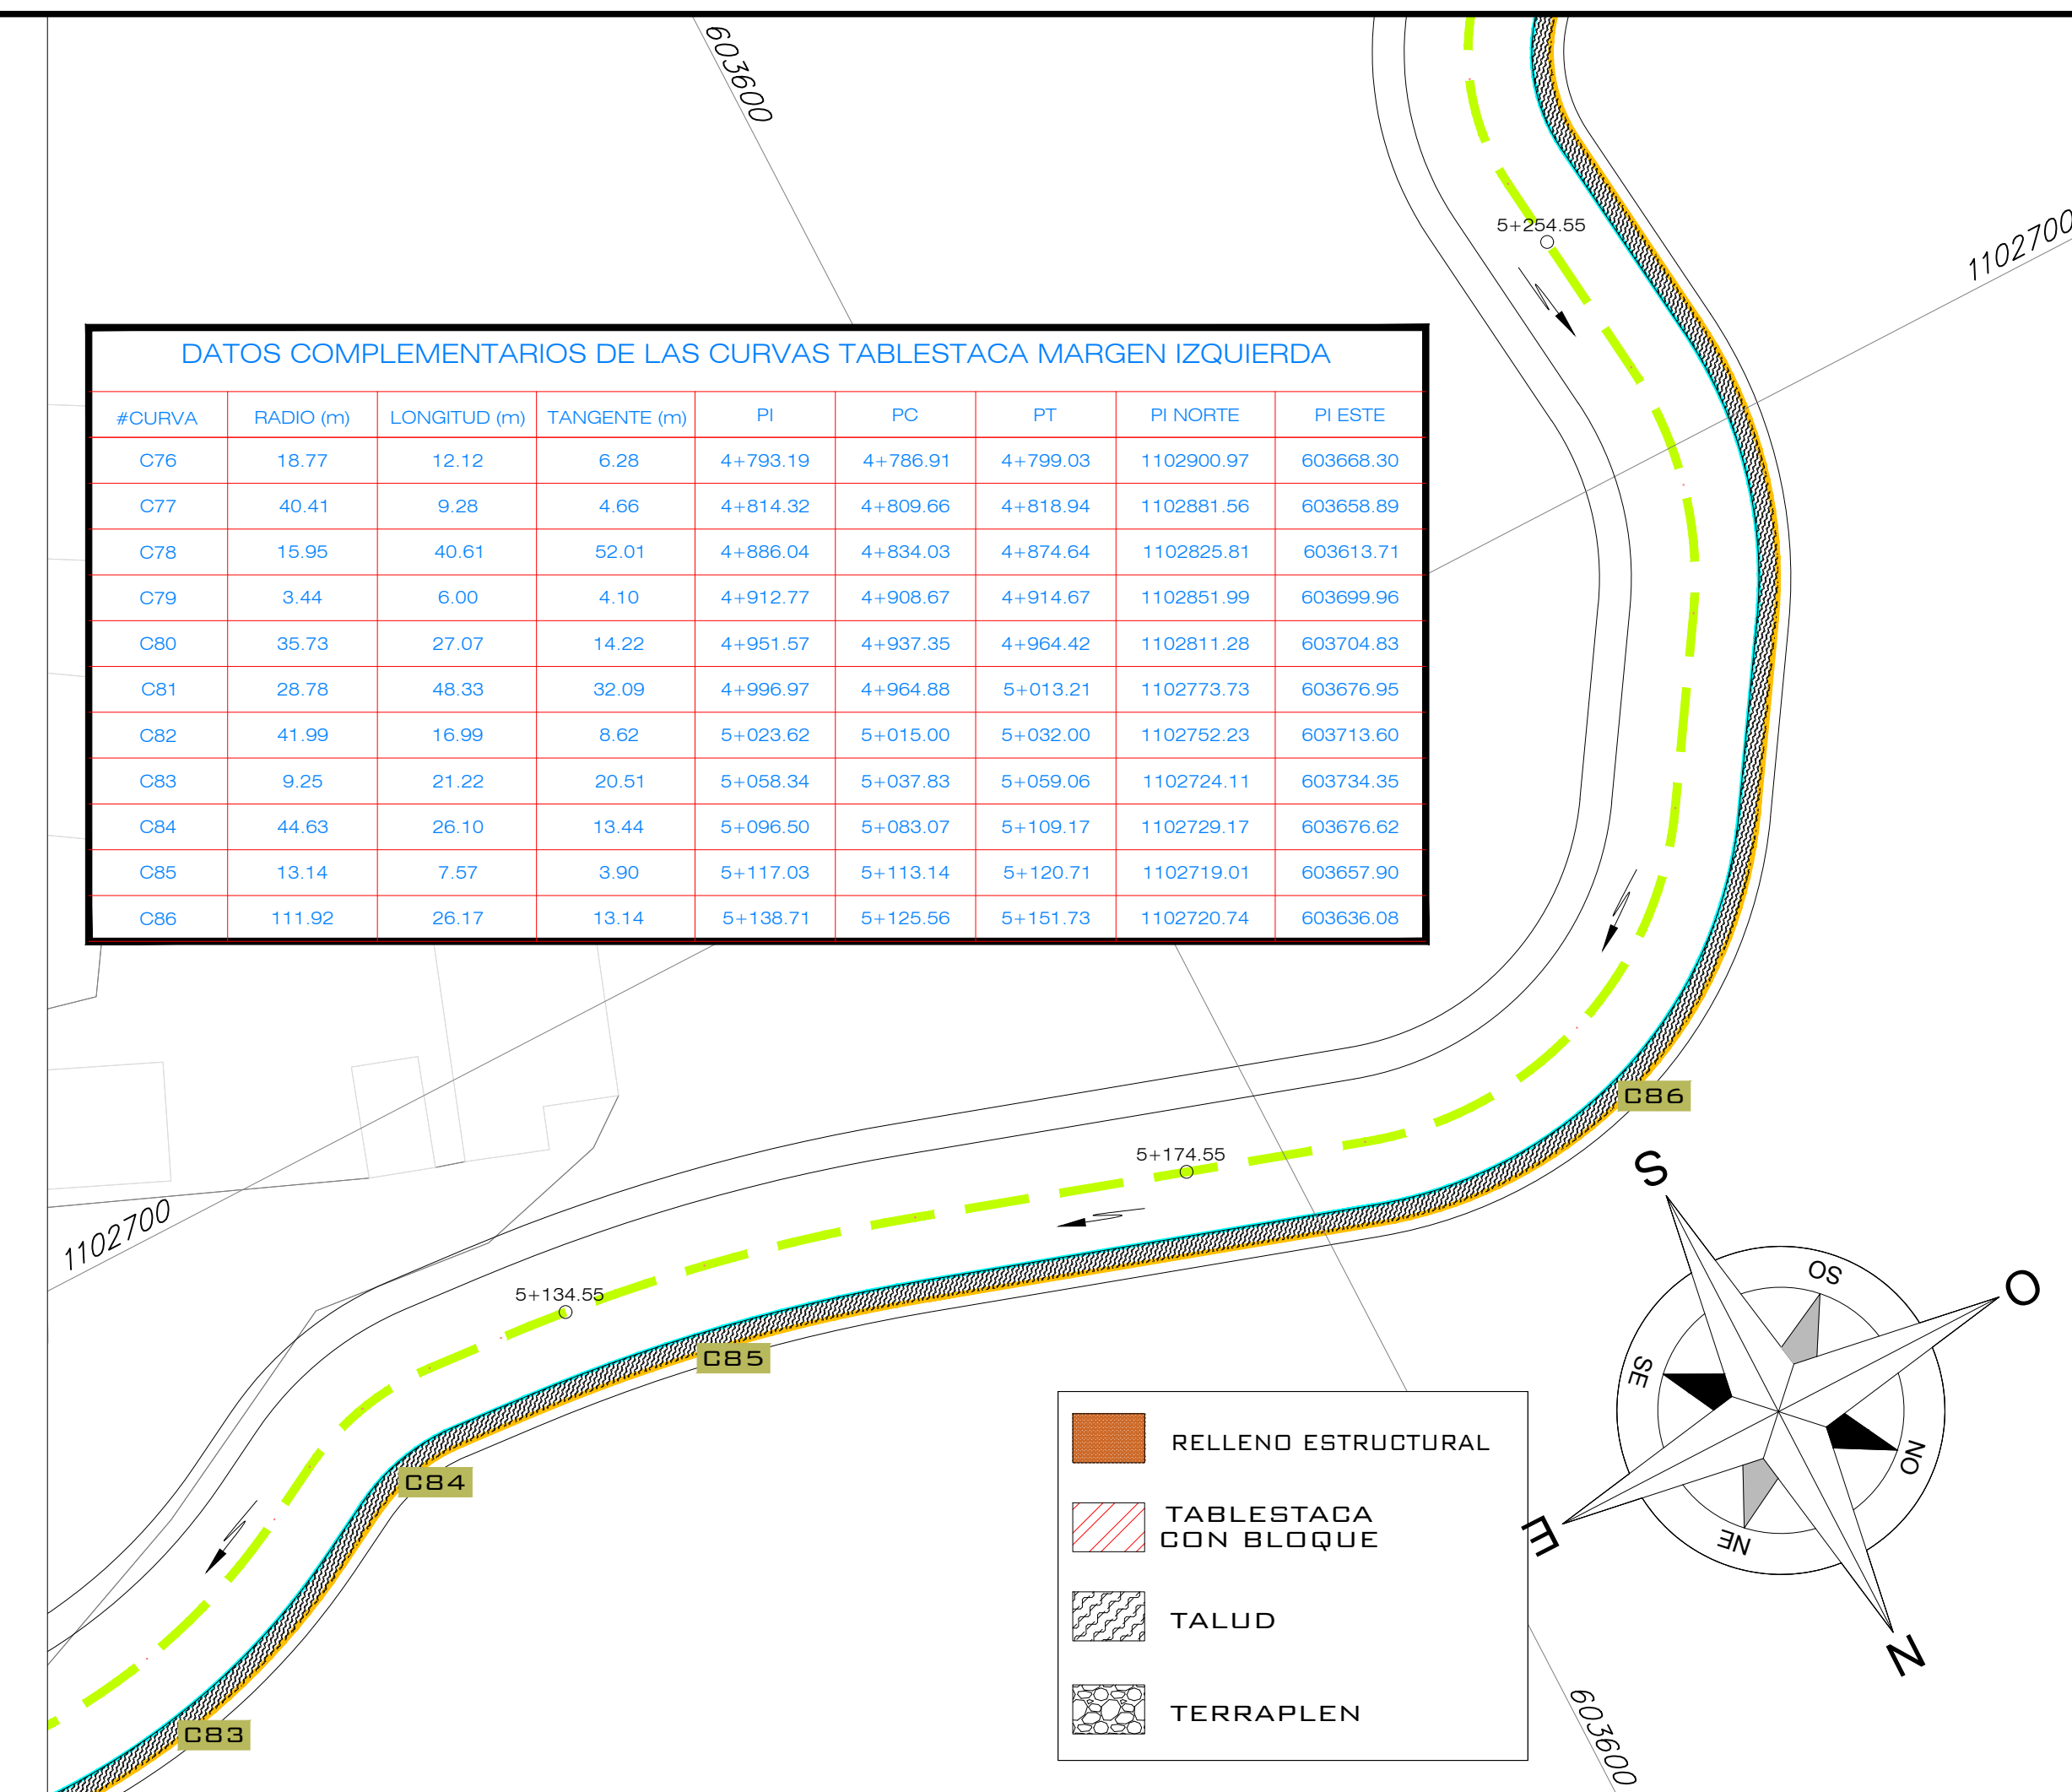 603600
5+254.55
1102700
DATOS COMPLEMENTARIOS DE LAS CURVAS TABLESTACA MARGEN IZQUIERDA
#CURVA RADIO (m) LONGITUD (m) TANGENTE (m) PI PC PT PI NORTE PI ESTE
C76 18.77 12.12 6.28 4+793.19 4+786.91 4+799.03 1102900.97 603668.30
C77 40.41 9.28 4.66 4+814.32 4+809.66 4+818.94 1102881.56 603658.89
C78 15.95 40.61 52.01 4+886.04 4+834.03 4+874.64 1102825.81 603613.71
C79 3.44 6.00 4.10 4+912.77 4+908.67 4+914.67 1102851.99 603699.96
C80 35.73 27.07 14.22 4+951.57 4+937.35 4+964.42 1102811.28 603704.83
C81 28.78 48.33 32.09 4+996.97 4+964.88 5+013.21 1102773.73 603676.95
C82 41.99 16.99 8.62 5+023.62 5+015.00 5+032.00 1102752.23 603713.60
C83 9.25 21.22 20.51 5+058.34 5+037.83 5+059.06 1102724.11 603734.35
C84 44.63 26.10 13.44 5+096.50 5+083.07 5+109.17 1102729.17 603676.62
C85 13.14 7.57 3.90 5+117.03 5+113.14 5+120.71 1102719.01 603657.90
C86 111.92 26.17 13.14 5+138.71 5+125.56 5+151.73 1102720.74 603636.08
C86
5+174.55
1102700
5+134.55
C85
C84
C83
S
SO
O
SE
NO
E
NE
N
RELLENO ESTRUCTURAL
TABLESTACA
CON BLOQUE
TALUD
TERRAPLEN
603600